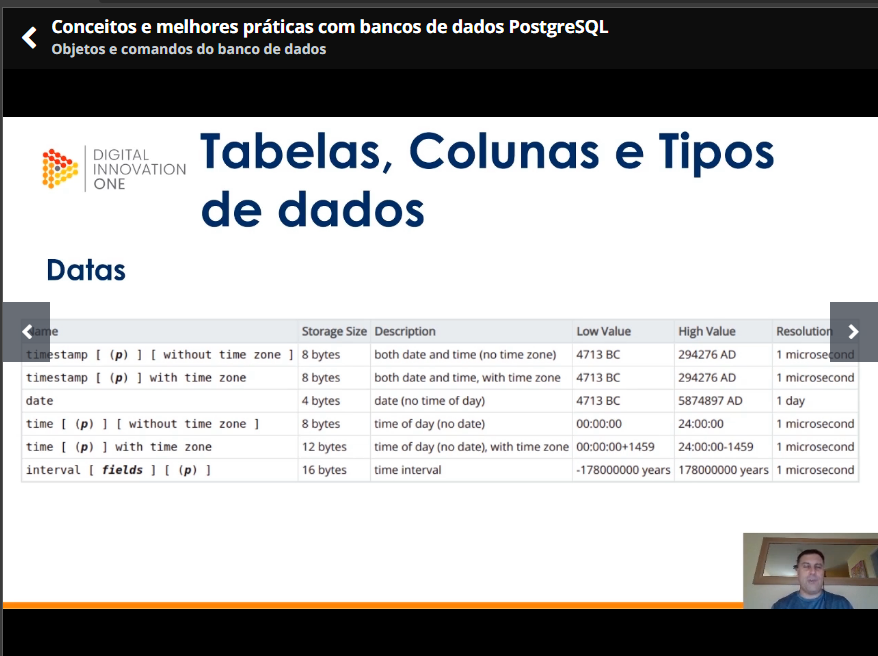 Conceitos e melhores práticas com bancos de dados PostgreSQL
Objetos e comandos do banco de dados
DIGITAL
INNOVATION
ONE
Tabelas, Colunas e Tipos
de dados
Datas
Name Storage Size Description Low Value High Value Resolution
timestamp [ (p) ] [ without time zone ] 8 bytes both date and time (no time zone) 4713 BC 294276 AD 1 microsecond
timestamp [ (p) ] with time zone 8 bytes both date and time, with time zone 4713 BC 294276 AD 1 microsecond
date 4 bytes date (no time of day) 4713 BC 5874897 AD 1 day
time [ (p) ] [ without time zone ] 8 bytes time of day (no date) 00:00:00 24:00:00 1 microsecond
time [ (p) ] with time zone 12 bytes time of day (no date), with time zone 00:00:00+1459 24:00:00-1459 1 microsecond
interval [ fields ] [ (p) ] 16 bytes time interval -178000000 years 178000000 years 1 microsecond